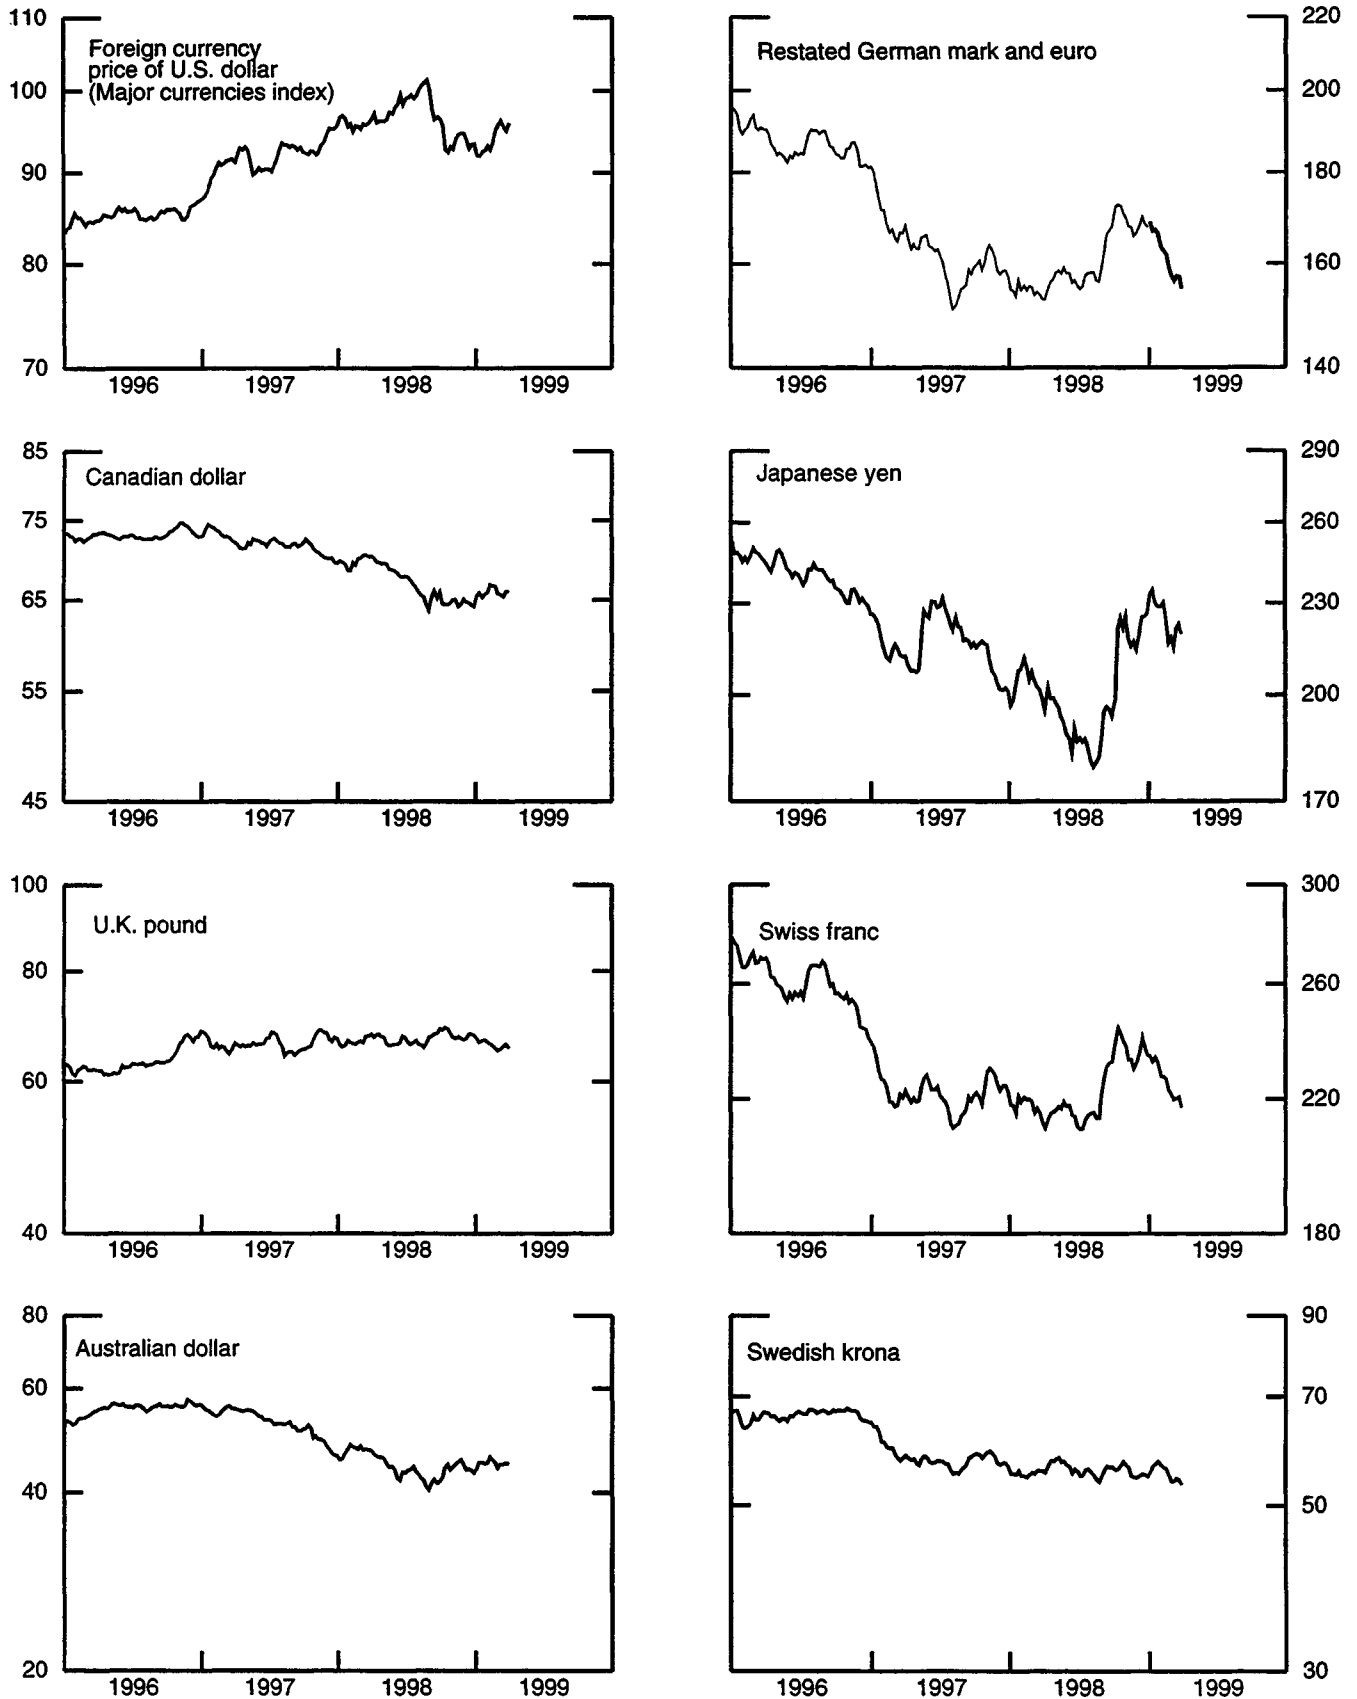 110
100
90
80
70
Foreign currency
price of U.S. dollar
(Major currencies index)
1996 1997 1998 1999
Restated German mark and euro
220
200
180
160
140
1996 1997 1998 1999
85
75
65
55
45
Canadian dollar
1996 1997 1998 1999
Japanese yen
290
260
230
200
170
1996 1997 1998 1999
100
80
60
40
U.K. pound
1996 1997 1998 1999
Swiss franc
300
260
220
180
1996 1997 1998 1999
80
60
40
20
Australian dollar
1996 1997 1998 1999
Swedish krona
90
70
50
30
1996 1997 1998 1999